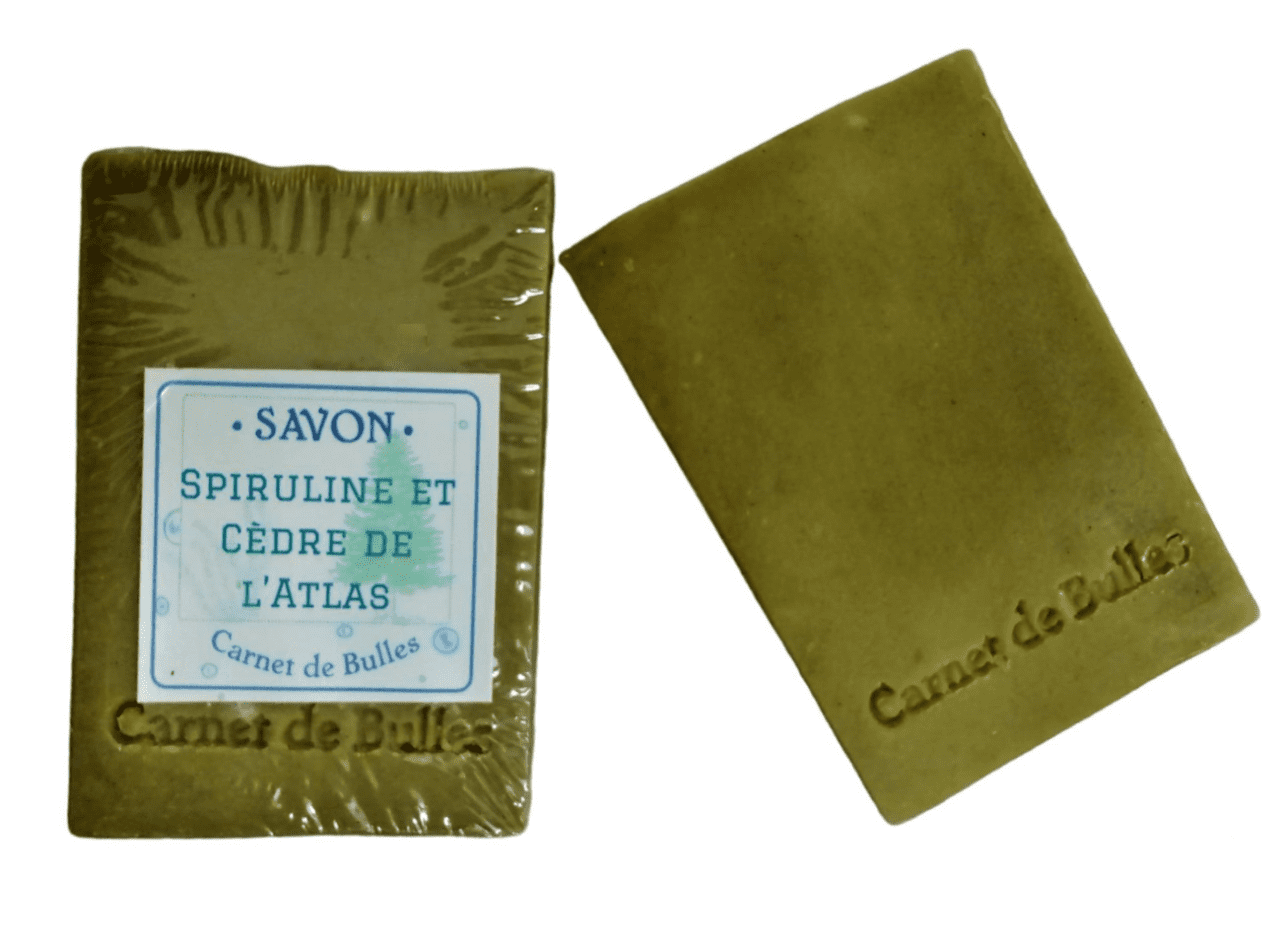 • SAVON •
SPIRULINE ET
CÈDRE DE
L'ATLAS
Carnet de Bulles
Carnet de Bulles
Carnet de Bulles